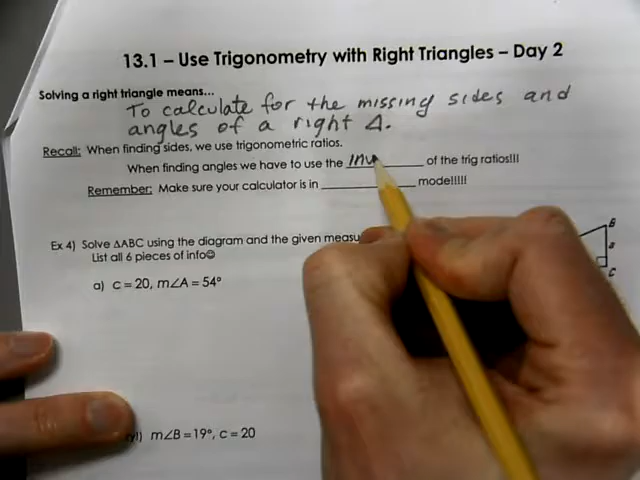 13.1 – Use Trigonometry with Right Triangles – Day 2
Solving a right triangle means...
To calculate for the missing sides and
angles of a right Δ.
Recall: When finding sides, we use trigonometric ratios.
When finding angles we have to use the inv________ of the trig ratios!!!
Remember: Make sure your calculator is in ________________ mode!!!!!
Ex 4) Solve ΔABC using the diagram and the given
List all 6 pieces of info☺
B
a
C
a) c = 20, m∠A = 54°
m∠B = 19°, c = 20